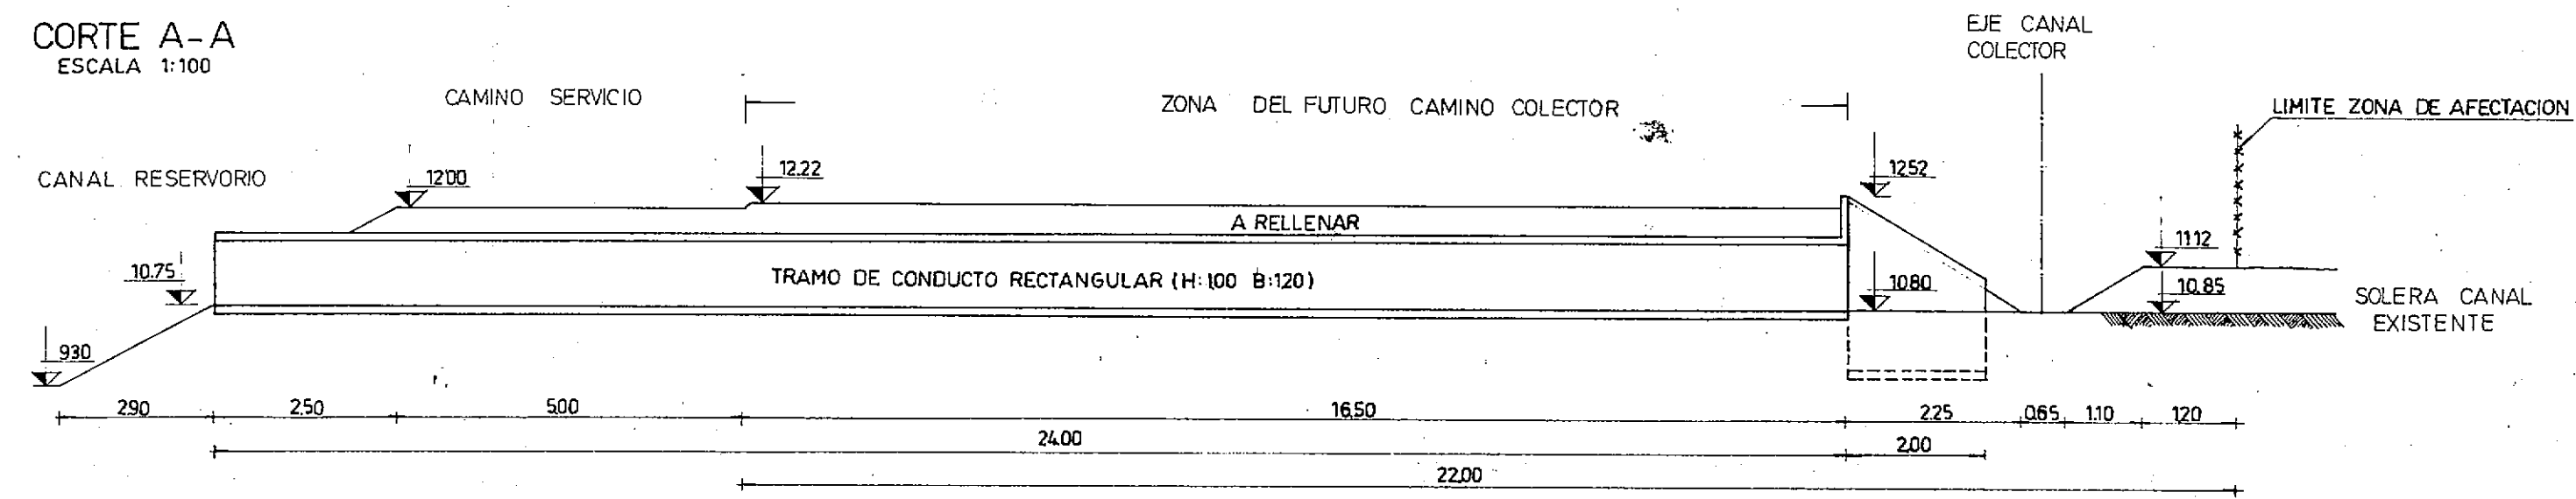 CORTE A-A
ESCALA 1:100
EJE CANAL
COLECTOR
CAMINO SERVICIO
ZONA DEL FUTURO CAMINO COLECTOR
LIMITE ZONA DE AFECTACION
CANAL RESERVORIO
12.00
12.22
12.52
A RELLENAR
11.12
10.75
TRAMO DE CONDUCTO RECTANGULAR (H:1.00 B:1.20)
10.80
10.85
SOLERA CANAL
EXISTENTE
9.30
2.90
2.50
5.00
16.50
2.25
0.65
1.10
1.20
24.00
2.00
22.00